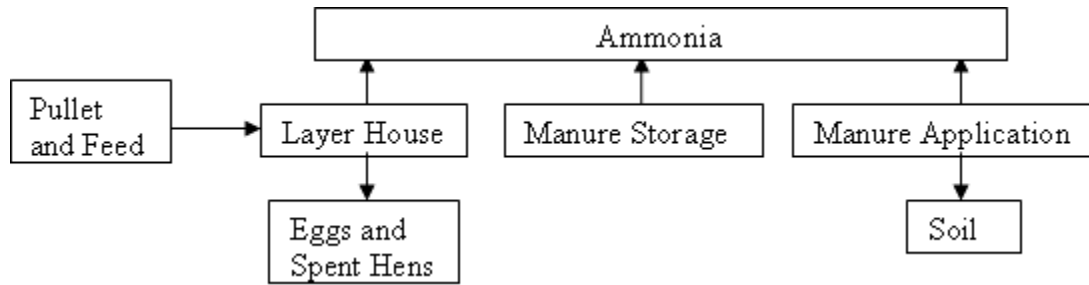 Ammonia
Pullet
and Feed
Layer House
Manure Storage
Manure Application
Eggs and
Spent Hens
Soil